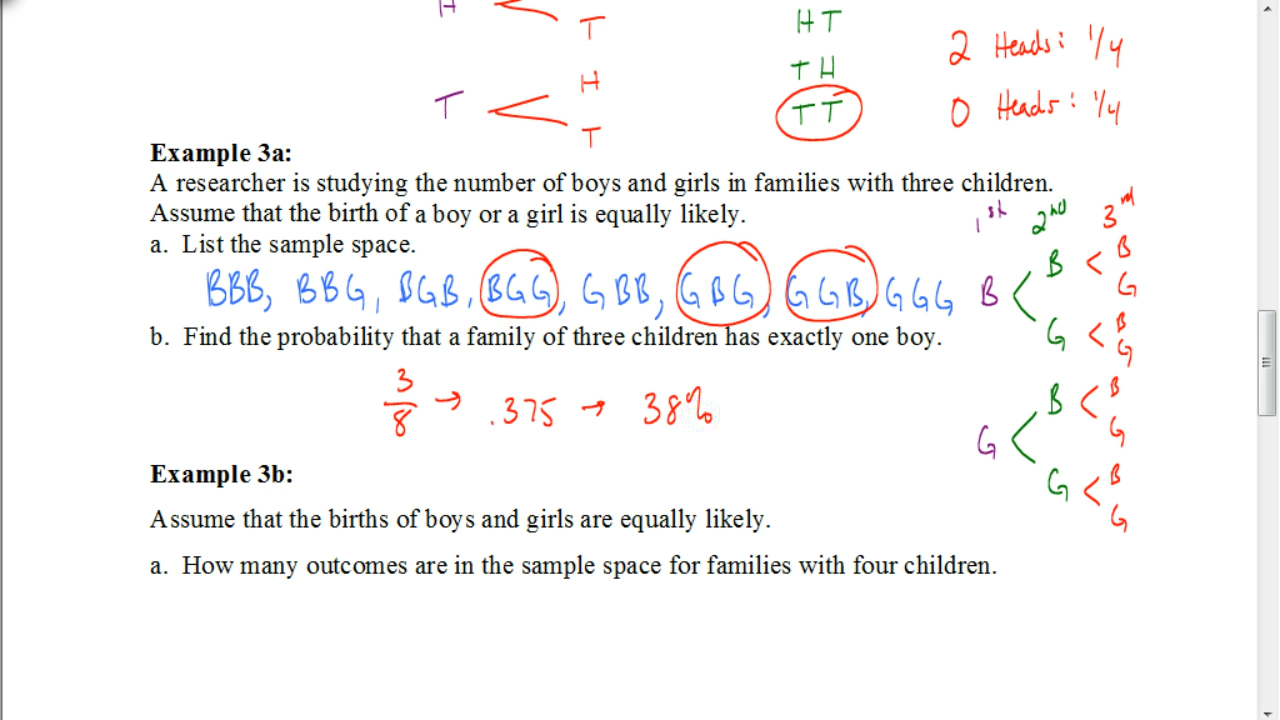 H
T
H T
2 Heads: 1/4
H
T H
T
T T
0 Heads: 1/4
T
Example 3a:
A researcher is studying the number of boys and girls in families with three children.
Assume that the birth of a boy or a girl is equally likely.
1st 2nd 3rd
a. List the sample space.
BBB, BBG, BGB, BGG, GBB, GBG, GGB, GGG
B
B
B
G
G
B
G
b. Find the probability that a family of three children has exactly one boy.
3/8 → .375 → 38%
G
B
B
G
G
B
G
Example 3b:
Assume that the births of boys and girls are equally likely.
a. How many outcomes are in the sample space for families with four children.